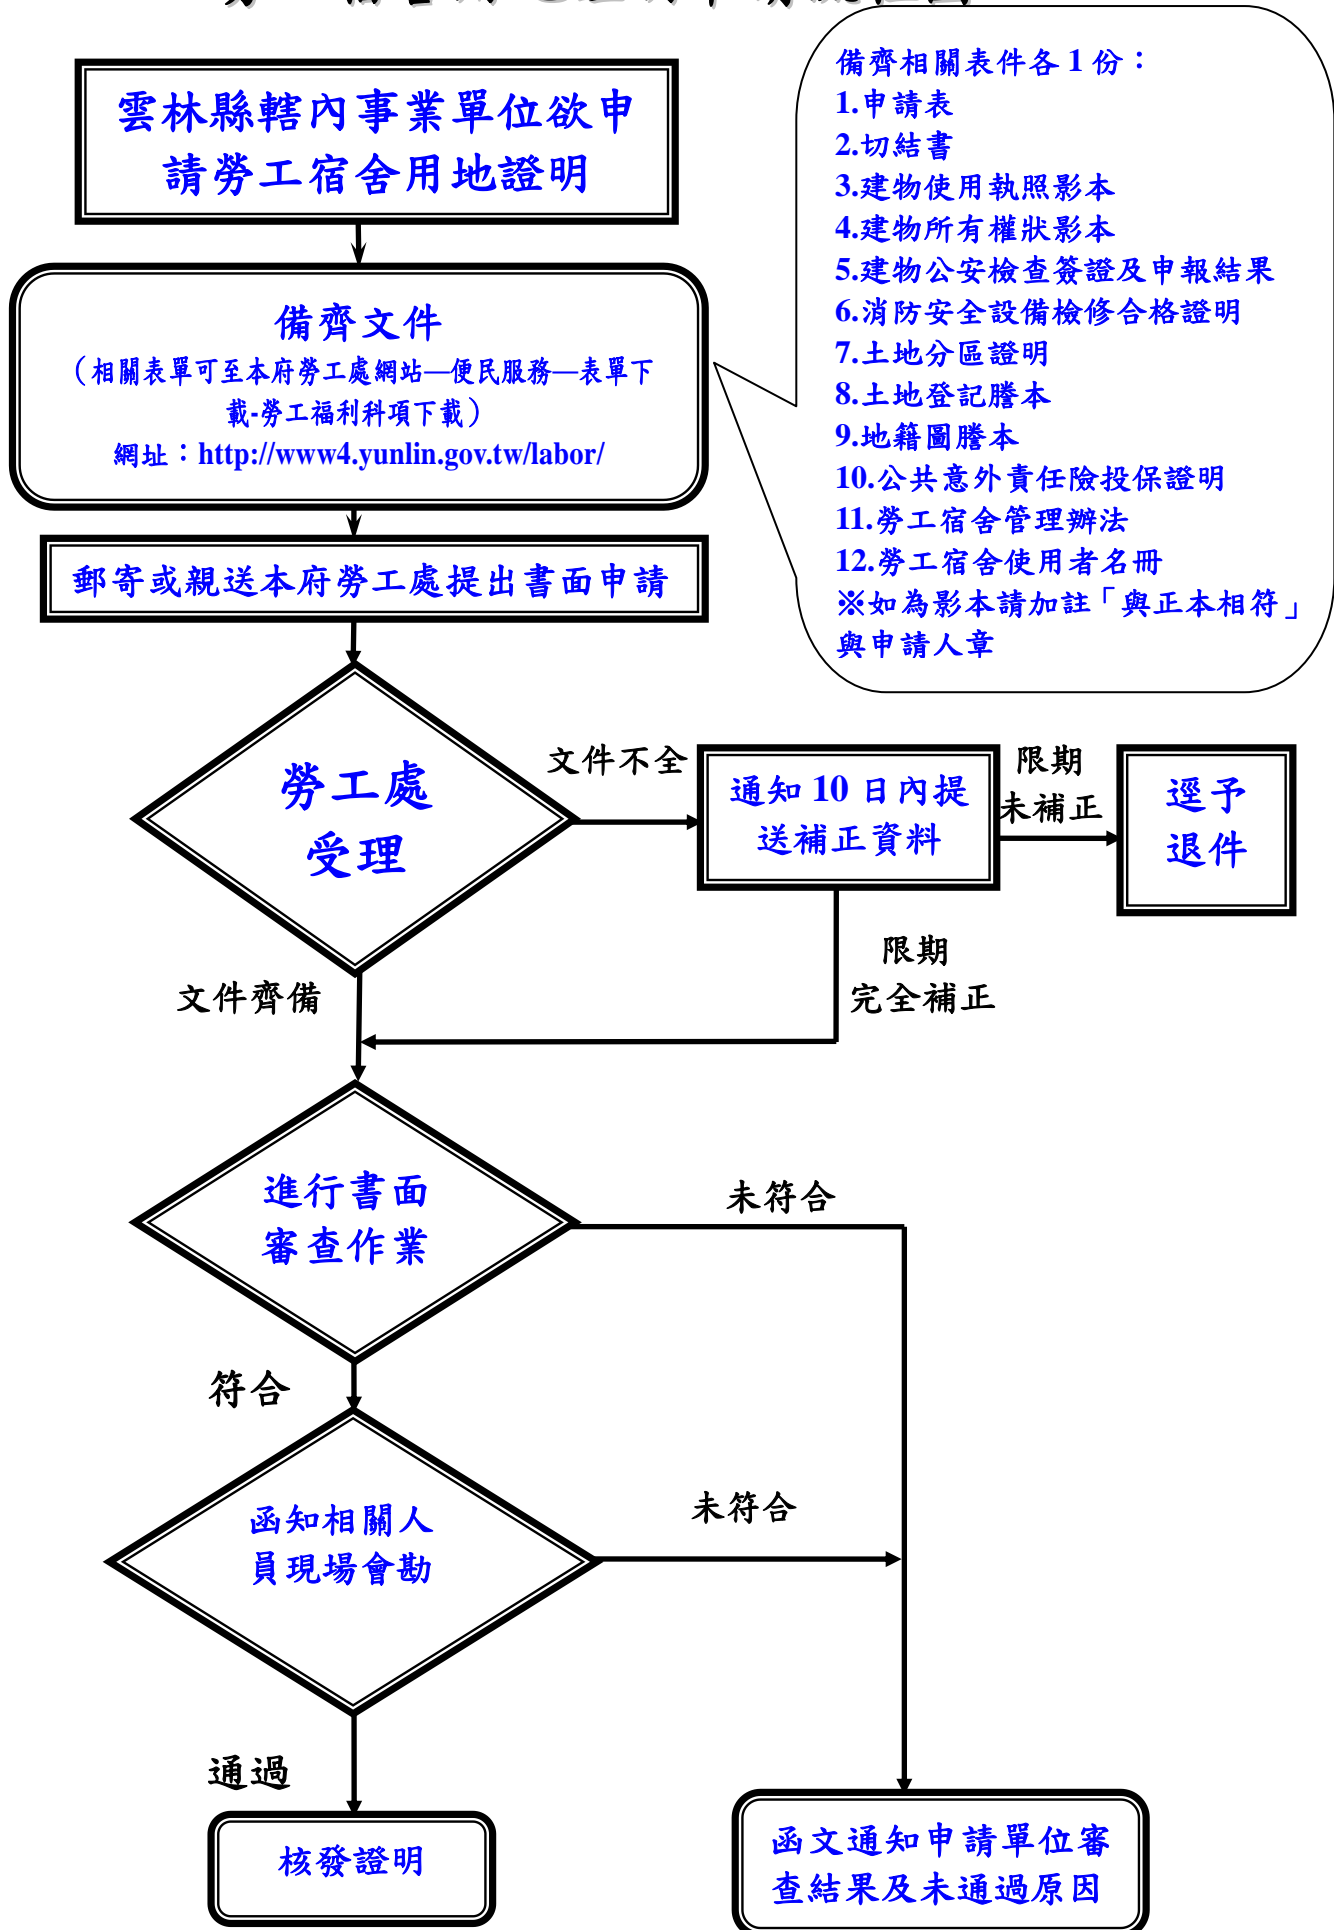 雲林縣轄內事業單位欲申
請勞工宿舍用地證明
備齊文件
（相關表單可至本府勞工處網站—便民服務—表單下
載-勞工福利科項下載）
網址：http://www4.yunlin.gov.tw/labor/
備齊相關表件各 1 份：
1.申請表
2.切結書
3.建物使用執照影本
4.建物所有權狀影本
5.建物公安檢查簽證及申報結果
6.消防安全設備檢修合格證明
7.土地分區證明
8.土地登記謄本
9.地籍圖謄本
10.公共意外責任險投保證明
11.勞工宿舍管理辦法
12.勞工宿舍使用者名冊
※如為影本請加註「與正本相符」
與申請人章
郵寄或親送本府勞工處提出書面申請
勞工處
受理
文件不全
通知 10 日內提
送補正資料
限期
未補正
逕予
退件
限期
完全補正
文件齊備
進行書面
審查作業
未符合
符合
函知相關人
員現場會勘
未符合
通過
核發證明
函文通知申請單位審
查結果及未通過原因